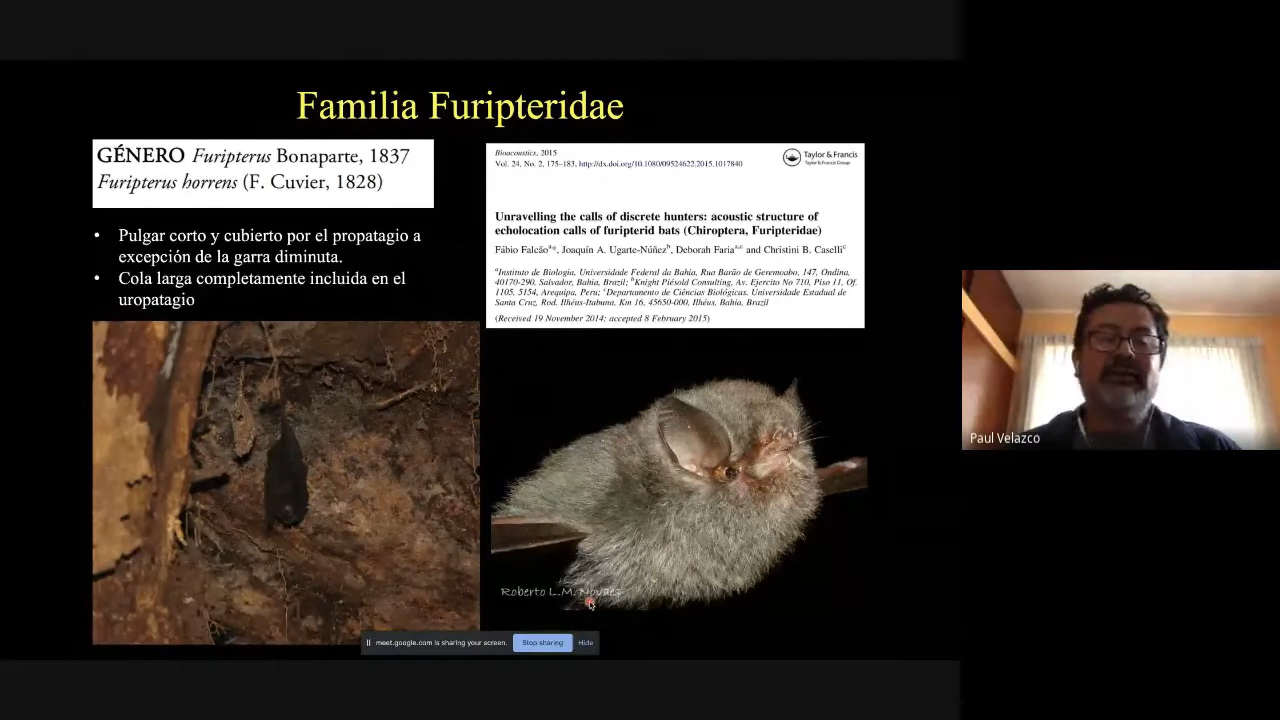 Familia Furipteridae
GÉNERO Furipterus Bonaparte, 1837
Furipterus horrens (F. Cuvier, 1828)
• Pulgar corto y cubierto por el propatagio a
excepción de la garra diminuta.
• Cola larga completamente incluida en el
uropatagio
Bioacoustics, 2015
Vol. 24, No. 2, 175–183, http://dx.doi.org/10.1080/09524622.2015.1017840
Taylor & Francis
Taylor & Francis Group
Unravelling the calls of discrete hunters: acoustic structure of
echolocation calls of furipterid bats (Chiroptera, Furipteridae)
Fábio Falcãoa*, Joaquín A. Ugarte-Núñezb, Deborah Fariaa,c and Christini B. Casellic
aInstituto de Biologia, Universidade Federal da Bahia, Rua Barão de Geremoabo, 147, Ondina,
40170-290, Salvador, Bahia, Brazil; bKnight Piésold Consulting, Av. Ejercito No 710, Piso 11, Of.
1105, 5154, Arequipa, Peru; cDepartamento de Ciências Biológicas, Universidade Estadual de
Santa Cruz, Rod. Ilhéus-Itabuna, Km 16, 45650-000, Ilhéus, Bahia, Brazil
(Received 19 November 2014; accepted 8 February 2015)
Roberto L.M. Novaes
meet.google.com is sharing your screen.
Stop sharing
Hide
Paul Velazco